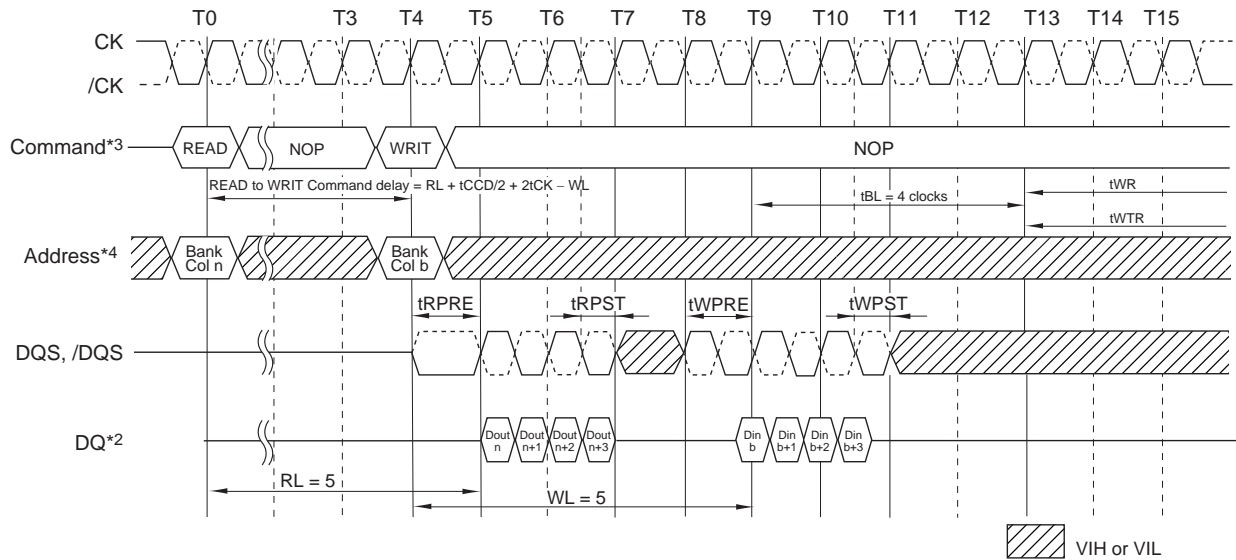 T0 T3 T4 T5 T6 T7 T8 T9 T10 T11 T12 T13 T14 T15
CK
/CK
Command*3 READ NOP WRIT NOP
READ to WRIT Command delay = RL + tCCD/2 + 2tCK − WL
tBL = 4 clocks
tWR
tWTR
Address*4
Bank
Col n
Bank
Col b
tRPRE tRPST tWPRE tWPST
DQS, /DQS
DQ*2
Dout
n
Dout
n+1
Dout
n+2
Dout
n+3
Din
b
Din
b+1
Din
b+2
Din
b+3
RL = 5
WL = 5
VIH or VIL